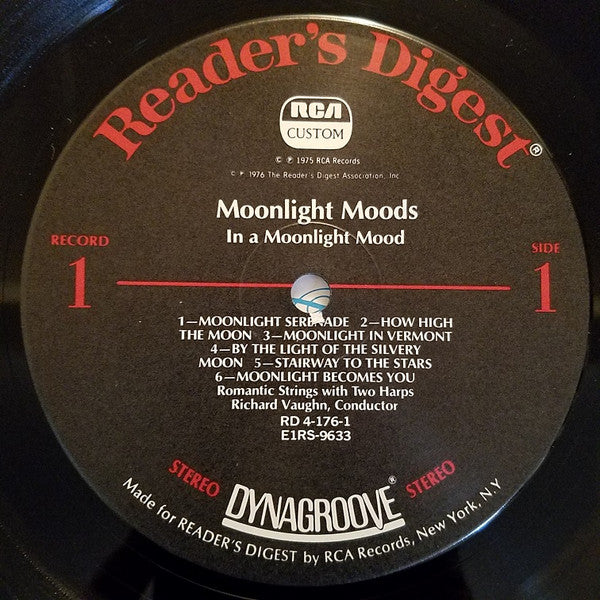 Reader's Digest®
RCA
CUSTOM
© ℗ 1975 RCA Records
© ℗ 1976 The Reader's Digest Association, Inc
Moonlight Moods
In a Moonlight Mood
RECORD
1
SIDE
1
1—MOONLIGHT SERENADE 2—HOW HIGH
THE MOON 3—MOONLIGHT IN VERMONT
4—BY THE LIGHT OF THE SILVERY
MOON 5—STAIRWAY TO THE STARS
6—MOONLIGHT BECOMES YOU
Romantic Strings with Two Harps
Richard Vaughn, Conductor
RD 4-176-1
E1RS-9633
STEREO DYNAGROOVE® STEREO
Made for READER'S DIGEST by RCA Records, New York, N.Y